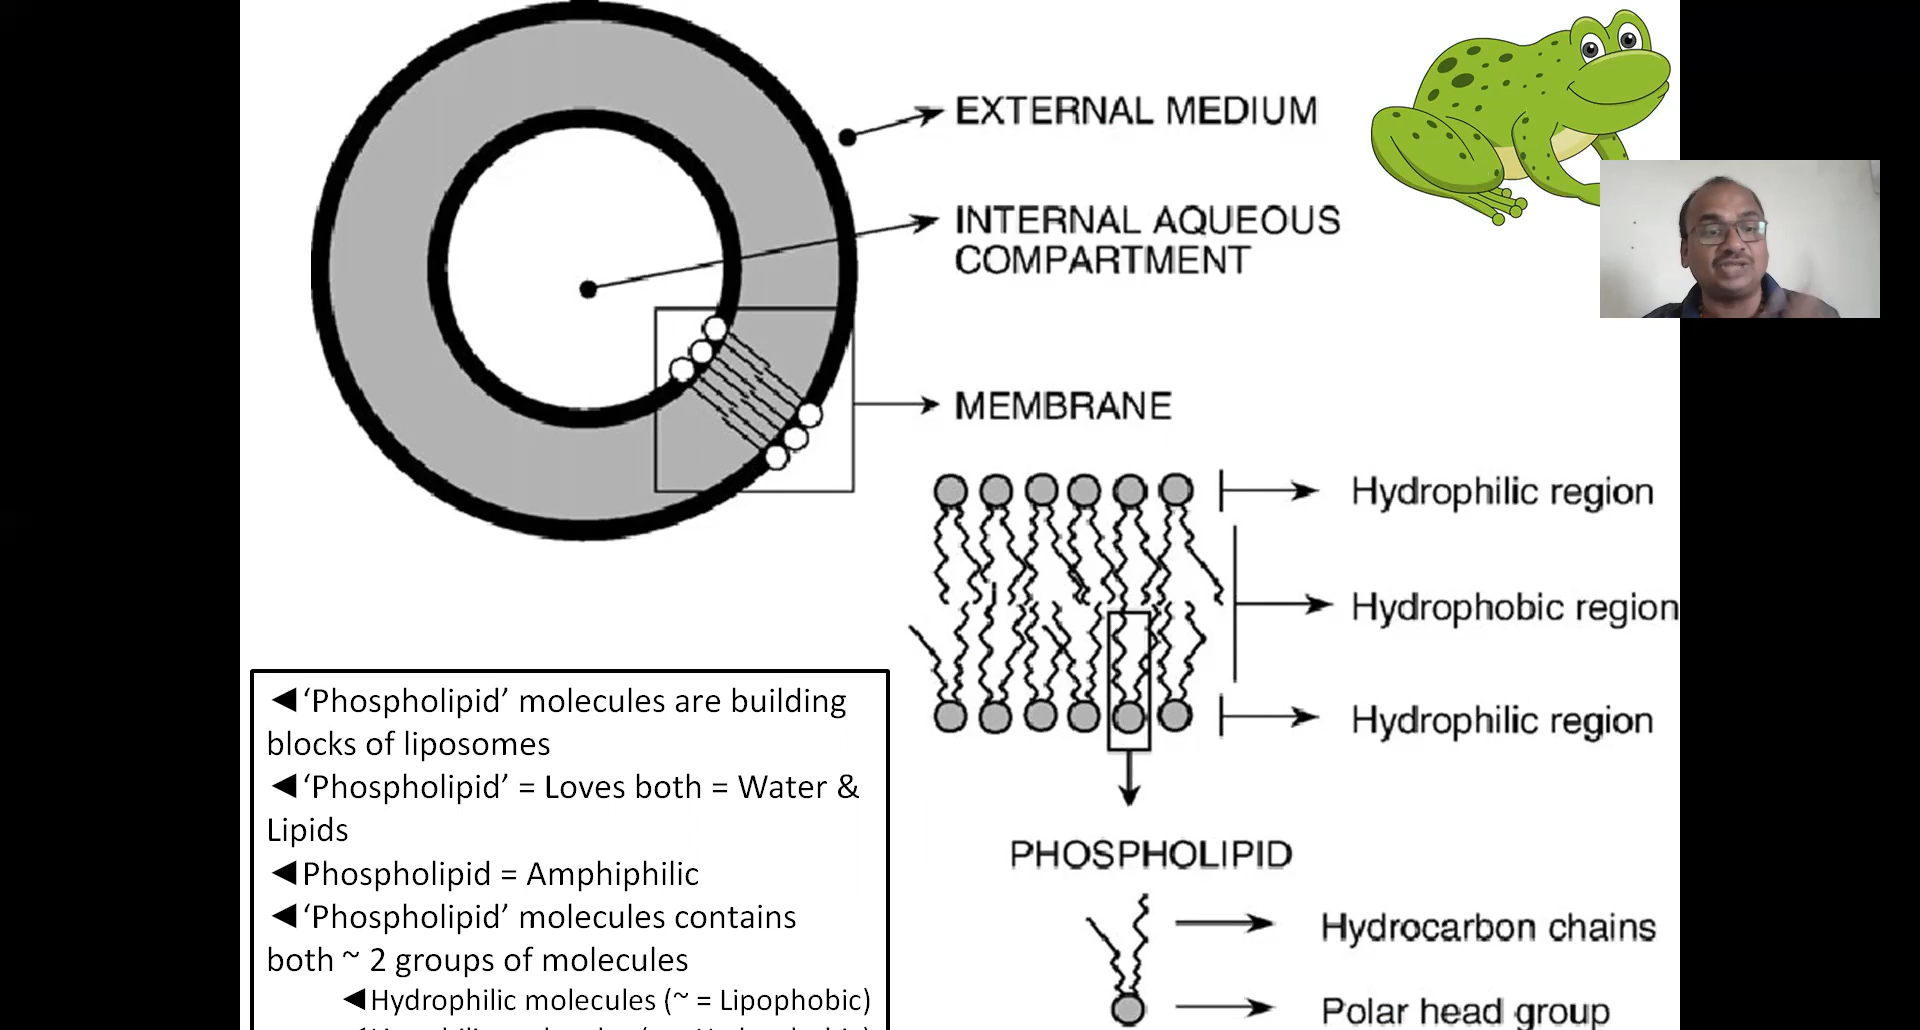 EXTERNAL MEDIUM
INTERNAL AQUEOUS
COMPARTMENT
MEMBRANE
Hydrophilic region
Hydrophobic region
Hydrophilic region
PHOSPHOLIPID
Hydrocarbon chains
Polar head group
◄‘Phospholipid’ molecules are building
blocks of liposomes
◄‘Phospholipid’ = Loves both = Water &
Lipids
◄Phospholipid = Amphiphilic
◄‘Phospholipid’ molecules contains
both ~ 2 groups of molecules
◄Hydrophilic molecules (~ = Lipophobic)